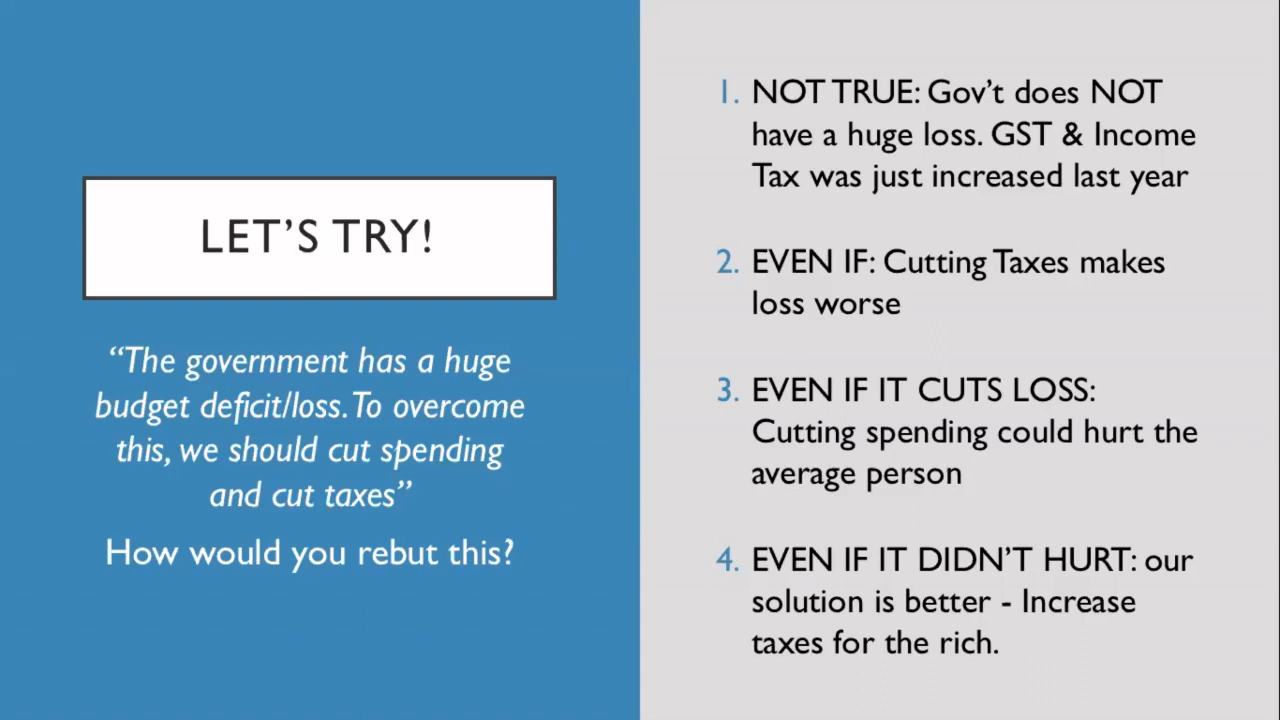 LET’S TRY!
“The government has a huge
budget deficit/loss. To overcome
this, we should cut spending
and cut taxes”
How would you rebut this?
1. NOT TRUE: Gov’t does NOT
have a huge loss. GST & Income
Tax was just increased last year
2. EVEN IF: Cutting Taxes makes
loss worse
3. EVEN IF IT CUTS LOSS:
Cutting spending could hurt the
average person
4. EVEN IF IT DIDN’T HURT: our
solution is better - Increase
taxes for the rich.